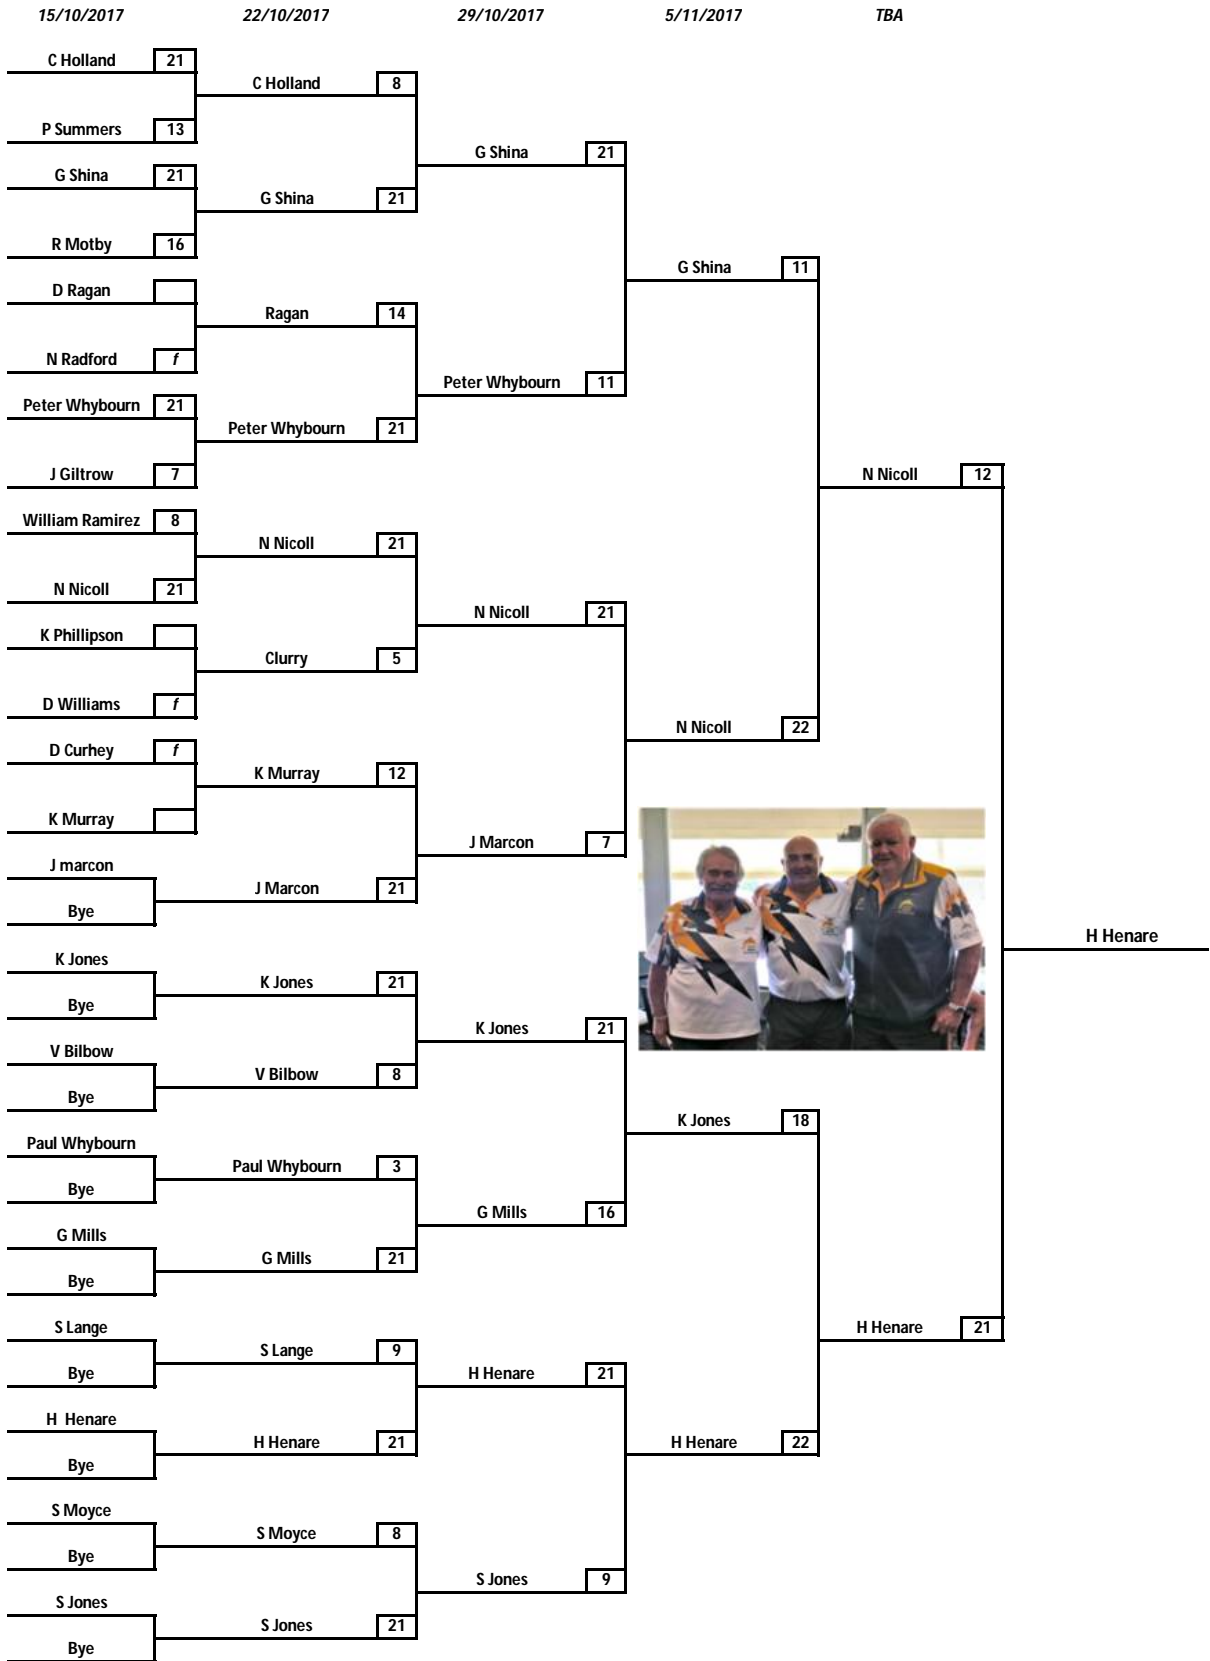 15/10/2017 22/10/2017 29/10/2017 5/11/2017 TBA
C Holland 21
C Holland 8
P Summers 13
G Shina 21
G Shina 21
G Shina 21
R Motby 16
G Shina 11
D Ragan
Ragan 14
N Radford f
Peter Whybourn 11
Peter Whybourn 21
Peter Whybourn 21
J Giltrow 7
N Nicoll 12
William Ramirez 8
N Nicoll 21
N Nicoll 21
N Nicoll 21
K Phillipson
Clurry 5
D Williams f
N Nicoll 22
D Curhey f
K Murray 12
K Murray
J Marcon 7
J marcon
J Marcon 21
Bye
H Henare
K Jones
K Jones 21
Bye
K Jones 21
V Bilbow
V Bilbow 8
Bye
K Jones 18
Paul Whybourn
Paul Whybourn 3
Bye
G Mills 16
G Mills
G Mills 21
Bye
S Lange
H Henare 21
S Lange 9
Bye
H Henare 21
H Henare
H Henare 21
H Henare 22
Bye
S Moyce
S Moyce 8
Bye
S Jones 9
S Jones
S Jones 21
Bye